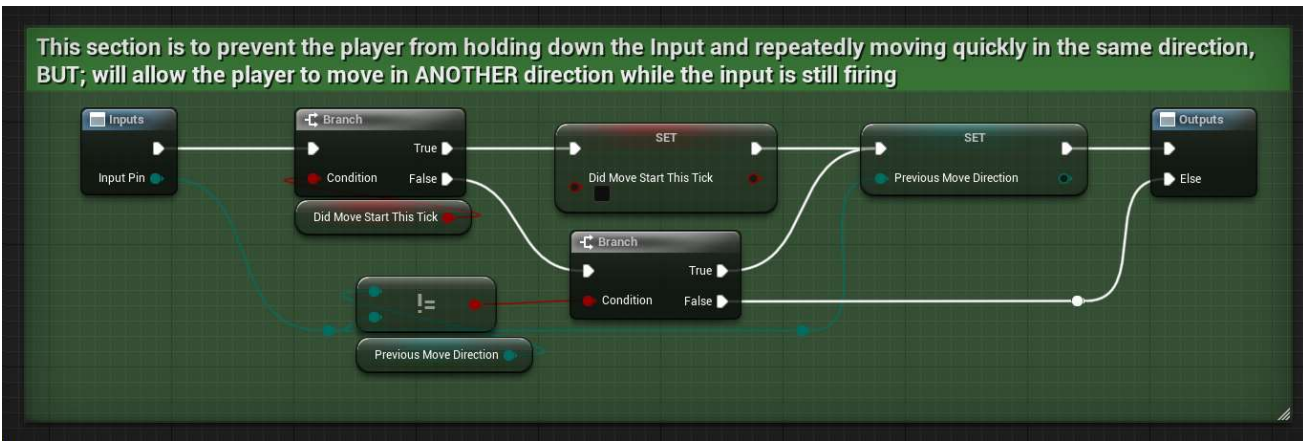 This section is to prevent the player from holding down the Input and repeatedly moving quickly in the same direction,
BUT; will allow the player to move in ANOTHER direction while the input is still firing
Inputs
Input Pin
Branch
True
Condition
False
Did Move Start This Tick
SET
Did Move Start This Tick
SET
Previous Move Direction
Outputs
Else
Branch
True
Condition
False
!=
Previous Move Direction